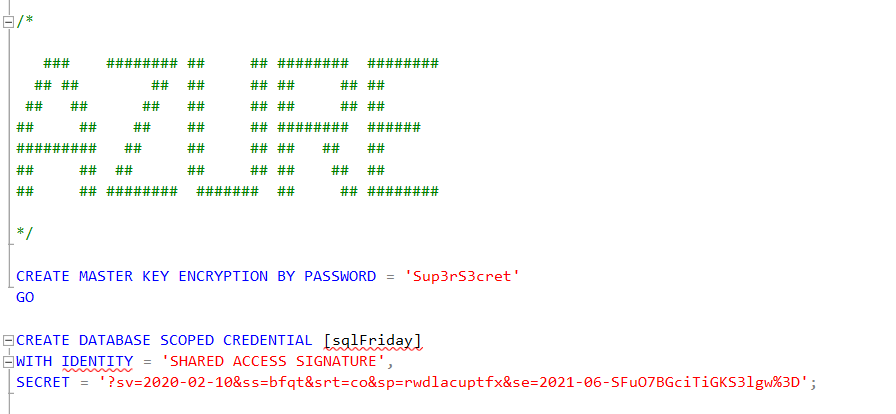 /*
   ###    ######## ##     ## ########  ########
  ## ##        ##  ##     ## ##     ## ##
 ##   ##      ##   ##     ## ##     ## ##
##     ##    ##    ##     ## ########  ######
#########   ##     ##     ## ##   ##   ##
##     ##  ##      ##     ## ##    ##  ##
##     ## ########  #######  ##     ## ########
*/
CREATE MASTER KEY ENCRYPTION BY PASSWORD = 'Sup3rS3cret'
GO
CREATE DATABASE SCOPED CREDENTIAL [sqlFriday]
WITH IDENTITY = 'SHARED ACCESS SIGNATURE',
SECRET = '?sv=2020-02-10&ss=bfqt&srt=co&sp=rwdlacuptfx&se=2021-06-SFuO7BGciTiGKS3lgw%3D';